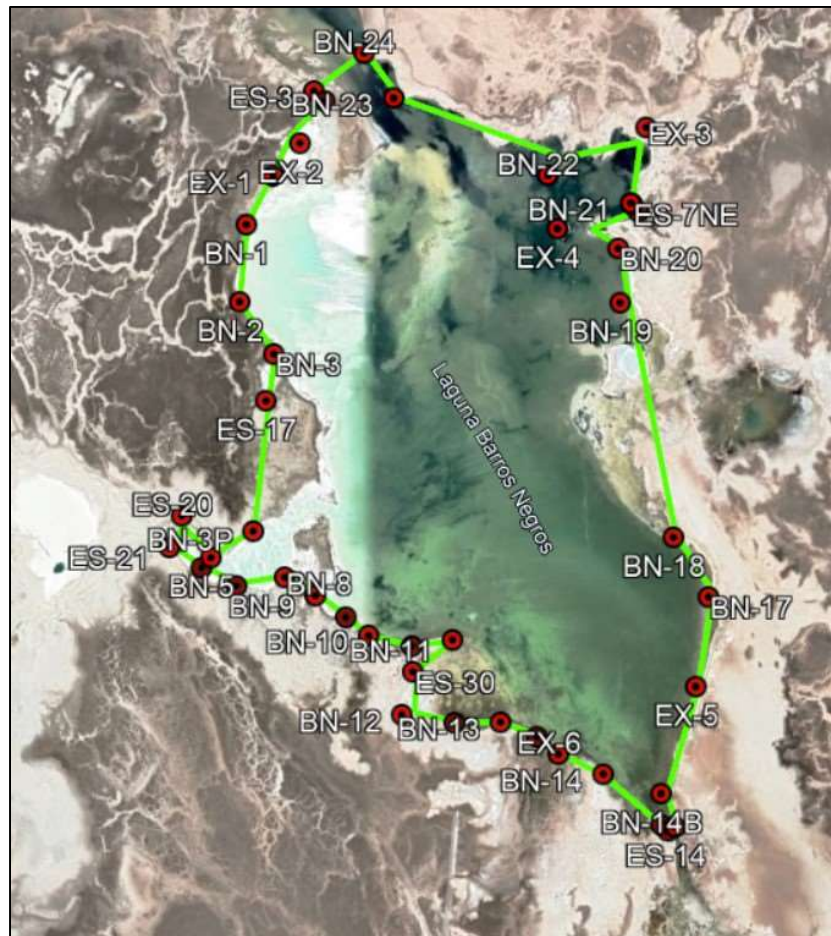 BN-24
ES-3
BN-23
EX-3
EX-2
EX-1
BN-22
BN-21
ES-7NE
EX-4
BN-20
BN-1
BN-2
BN-19
BN-3
Laguna Barros Negros
ES-17
ES-20
BN-3P
ES-21
BN-18
BN-5
BN-8
BN-9
BN-17
BN-10
BN-11
ES-30
EX-5
BN-12
BN-13
EX-6
BN-14
BN-14B
ES-14